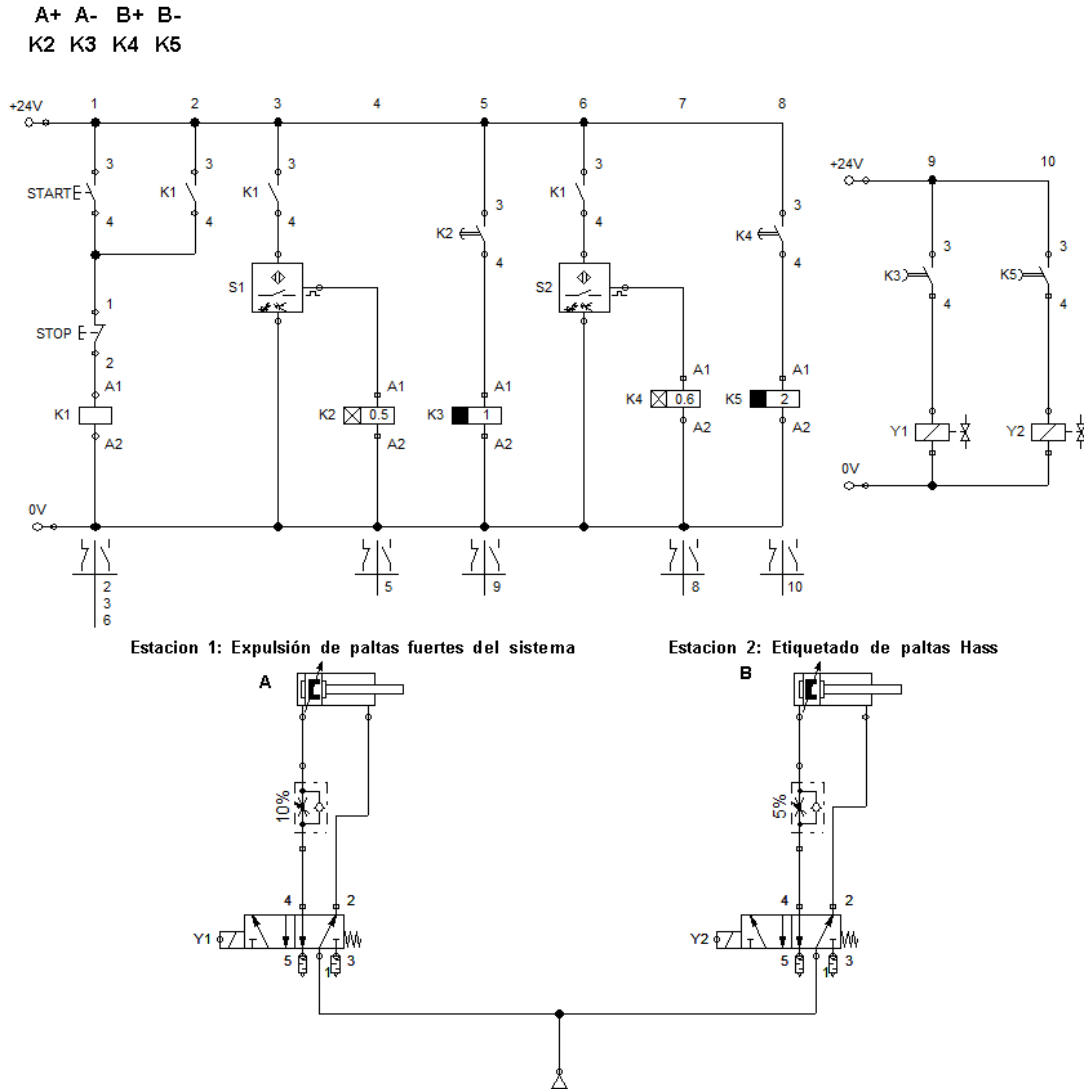 A+ A- B+ B-
K2 K3 K4 K5
+24V 1 2 3 4 5 6 7 8
3 3 3 3
START K1 K1 K1
4 4 4 4
3 3
K2 K4
4 4
S1 S2
1
STOP
2
A1 A1 A1 A1 A1
K1 K2 0.5 K3 1 K4 0.6 K5 2
A2 A2 A2 A2 A2
0V
2 5 9 8 10
3
6
+24V 9 10
3 3
K3 K5
4 4
Y1 Y2
0V
Estacion 1: Expulsión de paltas fuertes del sistema
A
10%
4 2
Y1
5 1 3
Estacion 2: Etiquetado de paltas Hass
B
5%
4 2
Y2
5 1 3